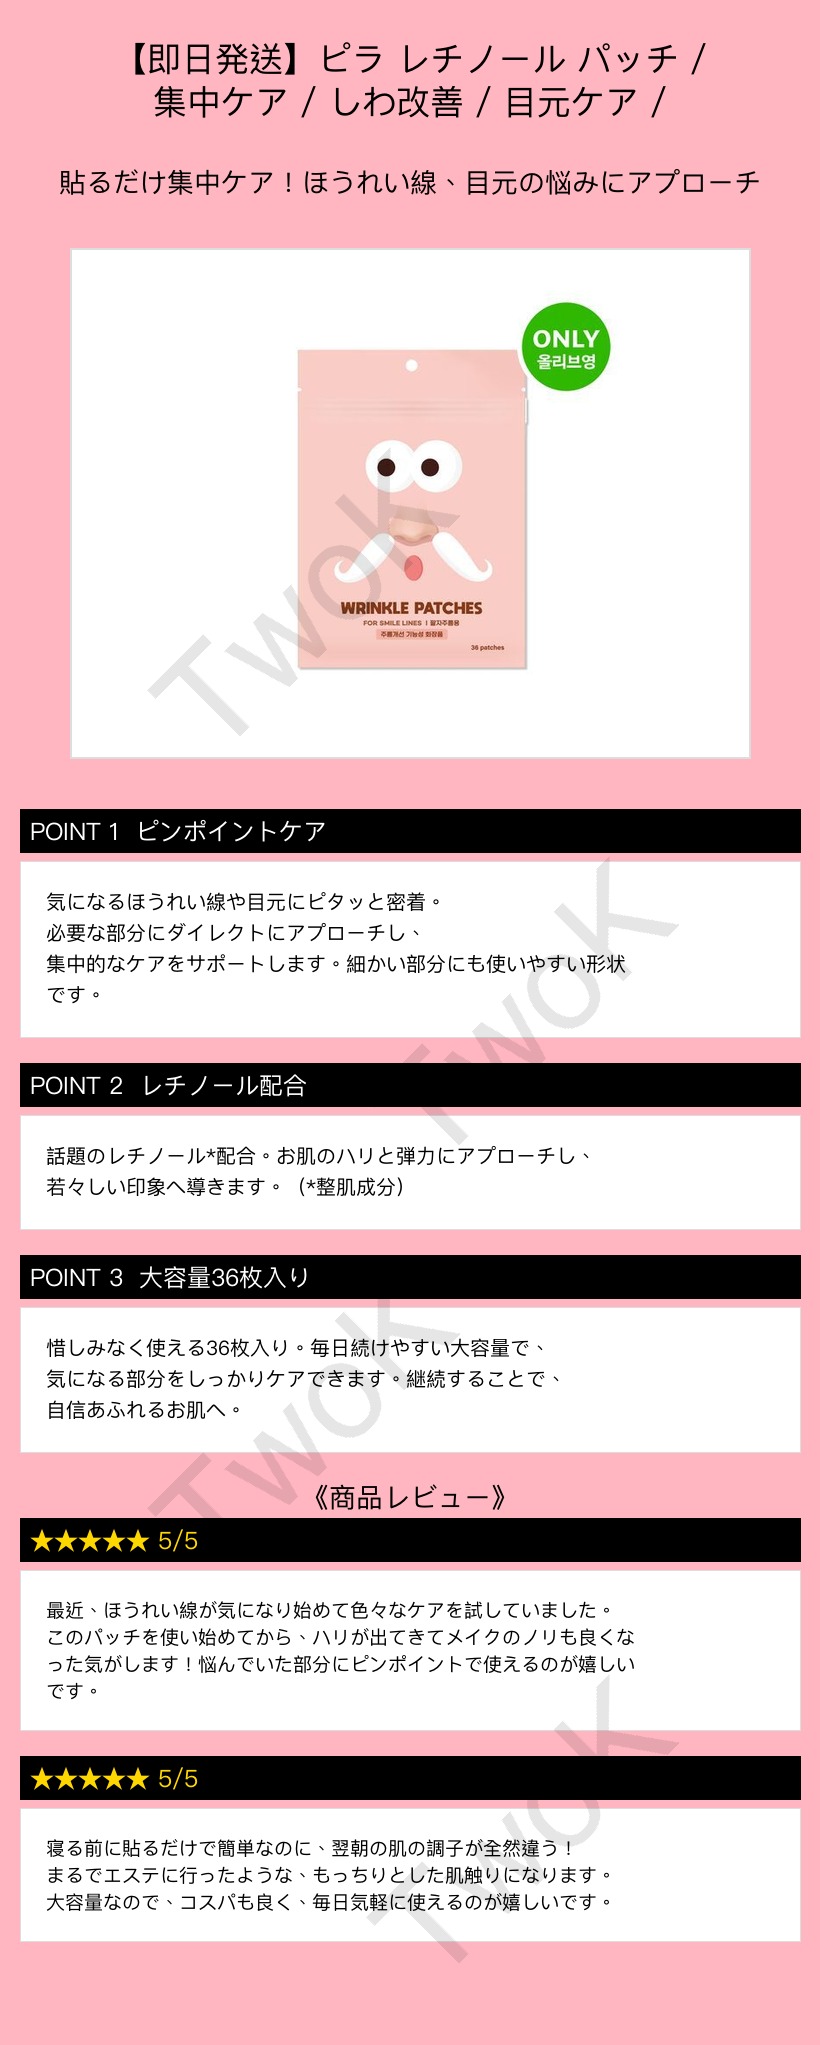 【即日発送】ピラ レチノール パッチ /
集中ケア / しわ改善 / 目元ケア /
貼るだけ集中ケア！ほうれい線、目元の悩みにアプローチ
ONLY
올리브영
WRINKLE PATCHES
FOR SMILE LINES | 팔자주름용
주름개선 기능성 화장품
36 patches
TwoK
POINT 1 ピンポイントケア
気になるほうれい線や目元にピタッと密着。
必要な部分にダイレクトにアプローチし、
集中的なケアをサポートします。細かい部分にも使いやすい形状
です。
TwoK
POINT 2 レチノール配合
話題のレチノール*配合。お肌のハリと弾力にアプローチし、
若々しい印象へ導きます。（*整肌成分）
POINT 3 大容量36枚入り
惜しみなく使える36枚入り。毎日続けやすい大容量で、
気になる部分をしっかりケアできます。継続することで、
自信あふれるお肌へ。
TwoK
《商品レビュー》
★★★★★ 5/5
最近、ほうれい線が気になり始めて色々なケアを試していました。
このパッチを使い始めてから、ハリが出てきてメイクのノリも良くな
った気がします！悩んでいた部分にピンポイントで使えるのが嬉しい
です。
★★★★★ 5/5
寝る前に貼るだけで簡単なのに、翌朝の肌の調子が全然違う！
まるでエステに行ったような、もっちりとした肌触りになります。
大容量なので、コスパも良く、毎日気軽に使えるのが嬉しいです。
TwoK